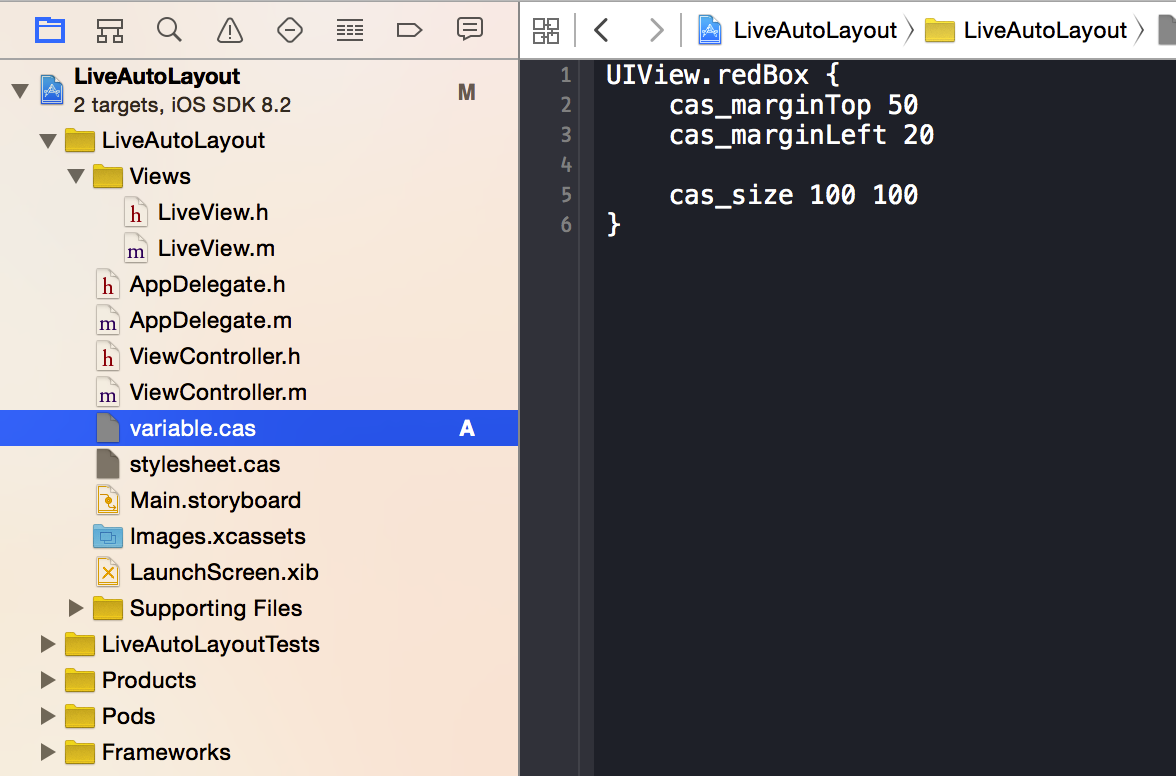 LiveAutoLayout
2 targets, iOS SDK 8.2
M
LiveAutoLayout
Views
h LiveView.h
m LiveView.m
h AppDelegate.h
m AppDelegate.m
h ViewController.h
m ViewController.m
variable.cas A
stylesheet.cas
Main.storyboard
Images.xcassets
LaunchScreen.xib
Supporting Files
LiveAutoLayoutTests
Products
Pods
Frameworks
LiveAutoLayout LiveAutoLayout
1 UIView.redBox {
2 cas_marginTop 50
3 cas_marginLeft 20
4
5 cas_size 100 100
6 }